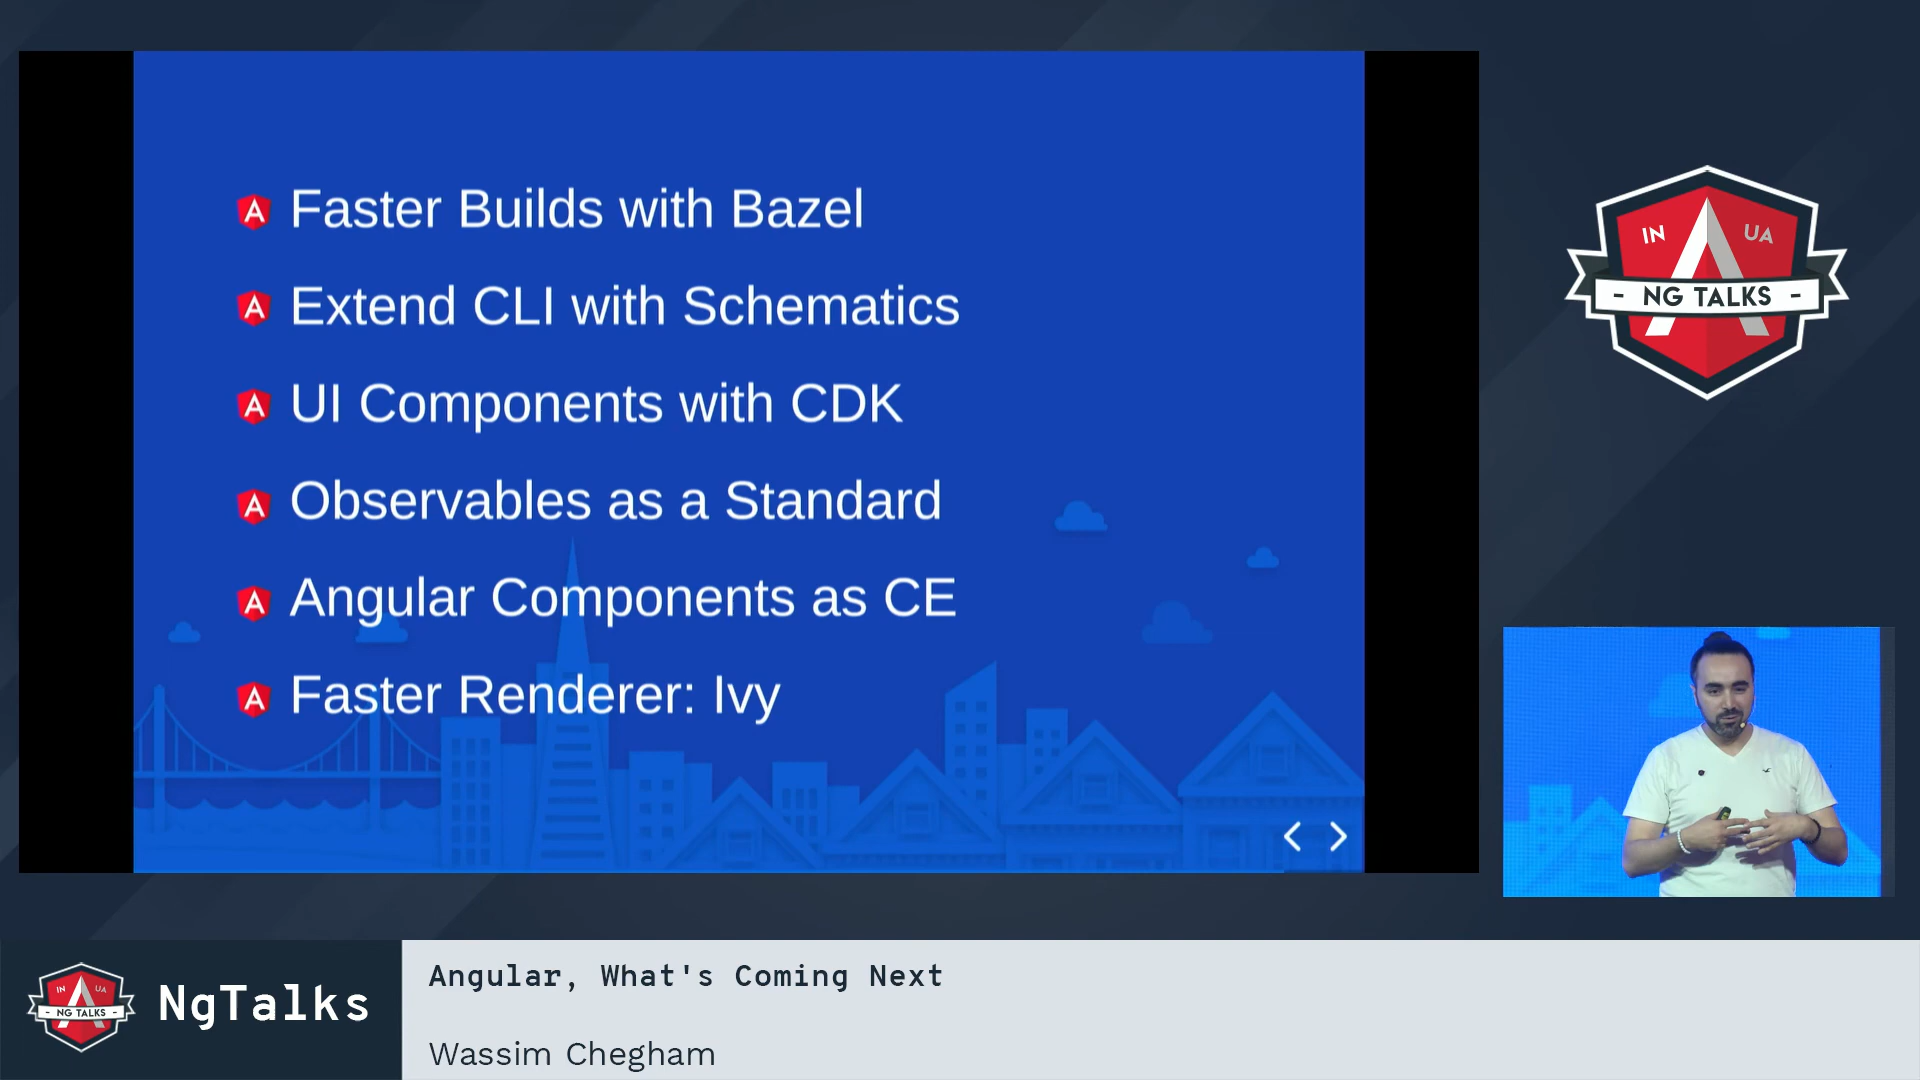 Faster Builds with Bazel
Extend CLI with Schematics
UI Components with CDK
Observables as a Standard
Angular Components as CE
Faster Renderer: Ivy
IN UA
- NG TALKS -
IN UA
- NG TALKS -
NgTalks
Angular, What's Coming Next
Wassim Chegham